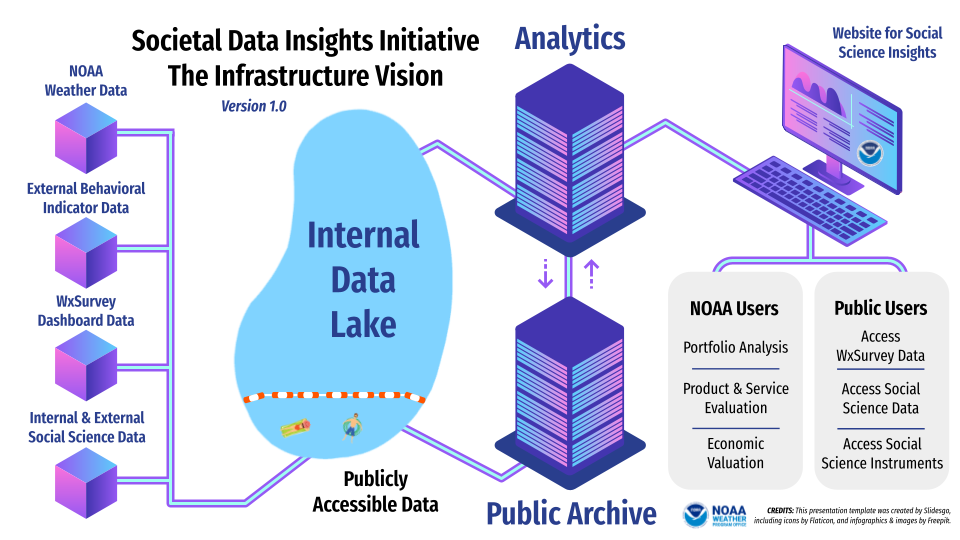 Societal Data Insights Initiative
The Infrastructure Vision
Version 1.0
NOAA
Weather Data
External Behavioral
Indicator Data
WxSurvey
Dashboard Data
Internal & External
Social Science Data
Internal
Data
Lake
Publicly
Accessible Data
Analytics
Public Archive
Website for Social
Science Insights
NOAA Users
Portfolio Analysis
Product & Service
Evaluation
Economic
Valuation
Public Users
Access
WxSurvey Data
Access Social
Science Data
Access Social
Science Instruments
NOAA
WEATHER
PROGRAM OFFICE
CREDITS: This presentation template was created by Slidesgo,
including icons by Flaticon, and infographics & images by Freepik.